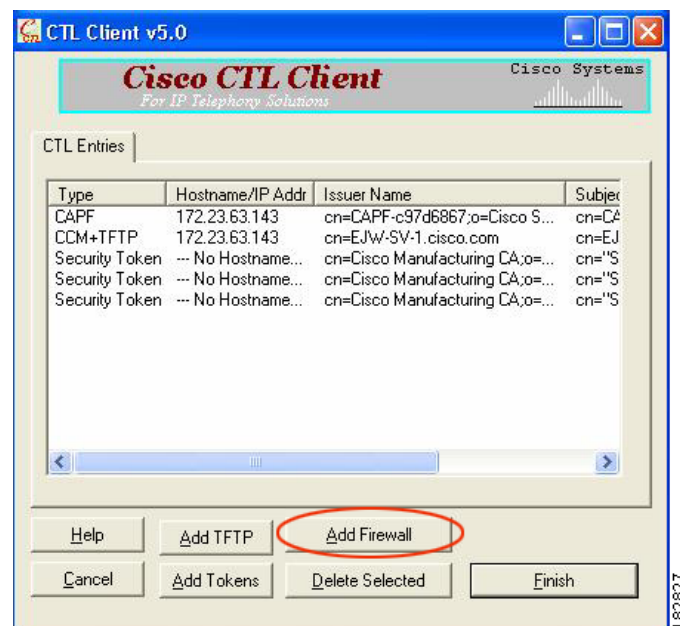 CTL Client v5.0
Cisco CTL Client
For IP Telephony Solutions
Cisco Systems
CTL Entries
Type Hostname/IP Addr Issuer Name Subjec
CAPF 172.23.63.143 cn=CAPF-c97d6867;o=Cisco S... cn=CA
CCM+TFTP 172.23.63.143 cn=EJW-SV-1.cisco.com cn=EJ
Security Token --- No Hostname... cn=Cisco Manufacturing CA;o=... cn="S
Security Token --- No Hostname... cn=Cisco Manufacturing CA;o=... cn="S
Security Token --- No Hostname... cn=Cisco Manufacturing CA;o=... cn="S
Help Add TFTP Add Firewall
Cancel Add Tokens Delete Selected Finish
182827